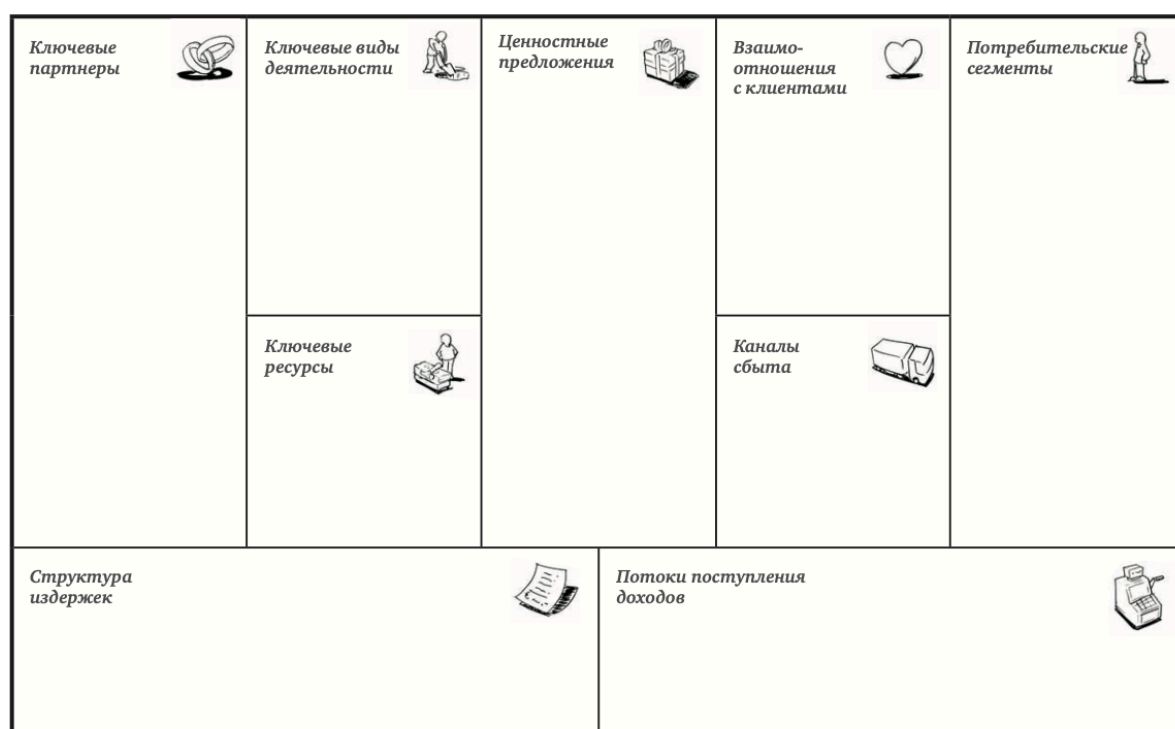 Ключевые
партнеры
Ключевые виды
деятельности
Ключевые
ресурсы
Ценностные
предложения
Взаимо-
отношения
с клиентами
Каналы
сбыта
Потребительские
сегменты
Структура
издержек
Потоки поступления
доходов